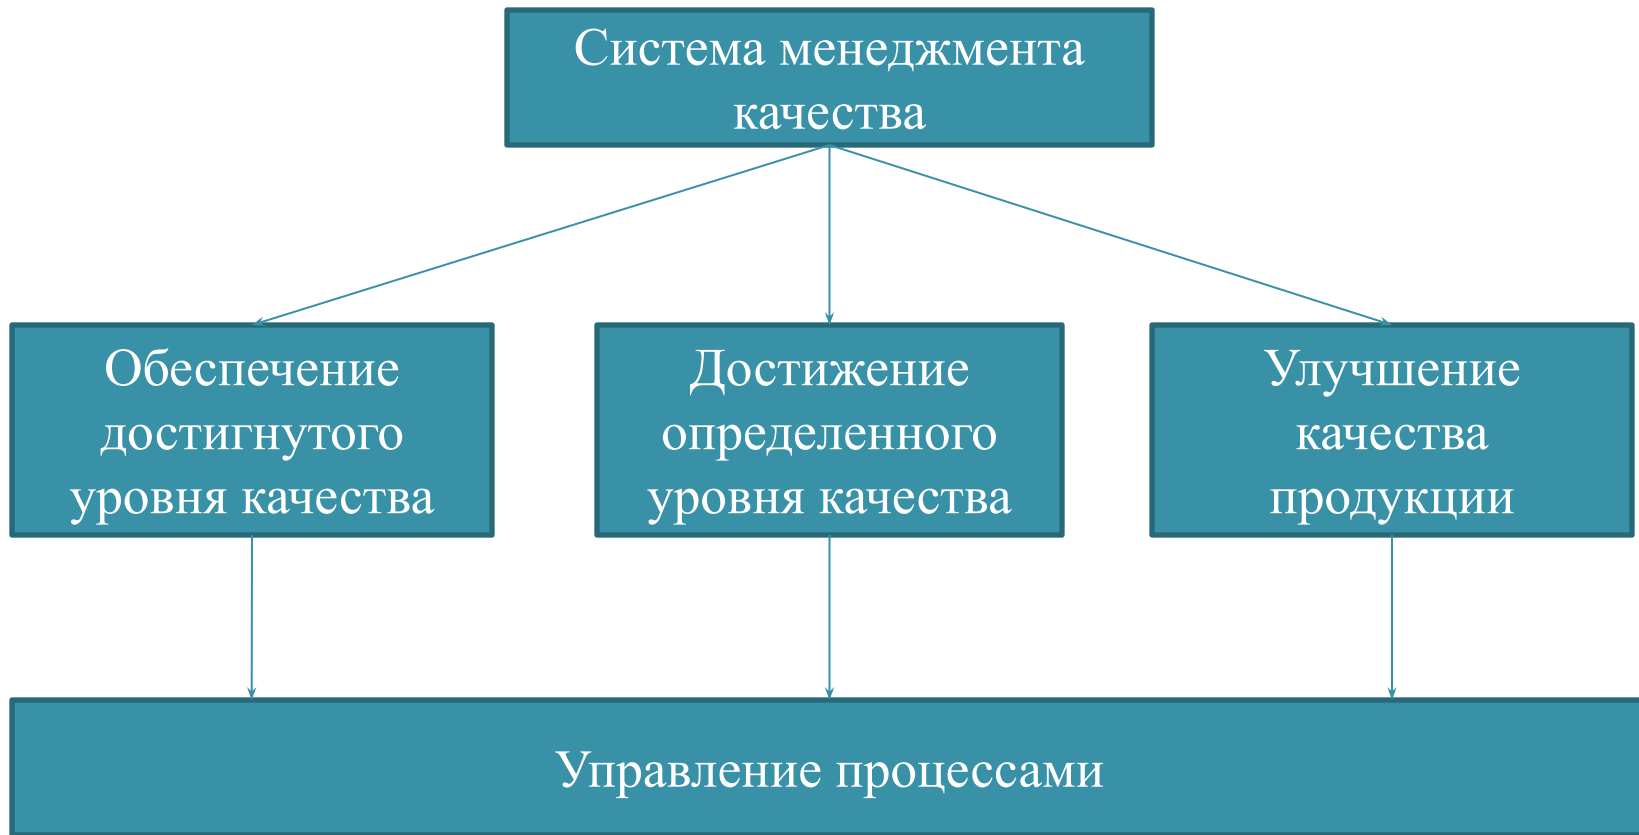 Система менеджмента
качества
Обеспечение
достигнутого
уровня качества
Достижение
определенного
уровня качества
Улучшение
качества
продукции
Управление процессами